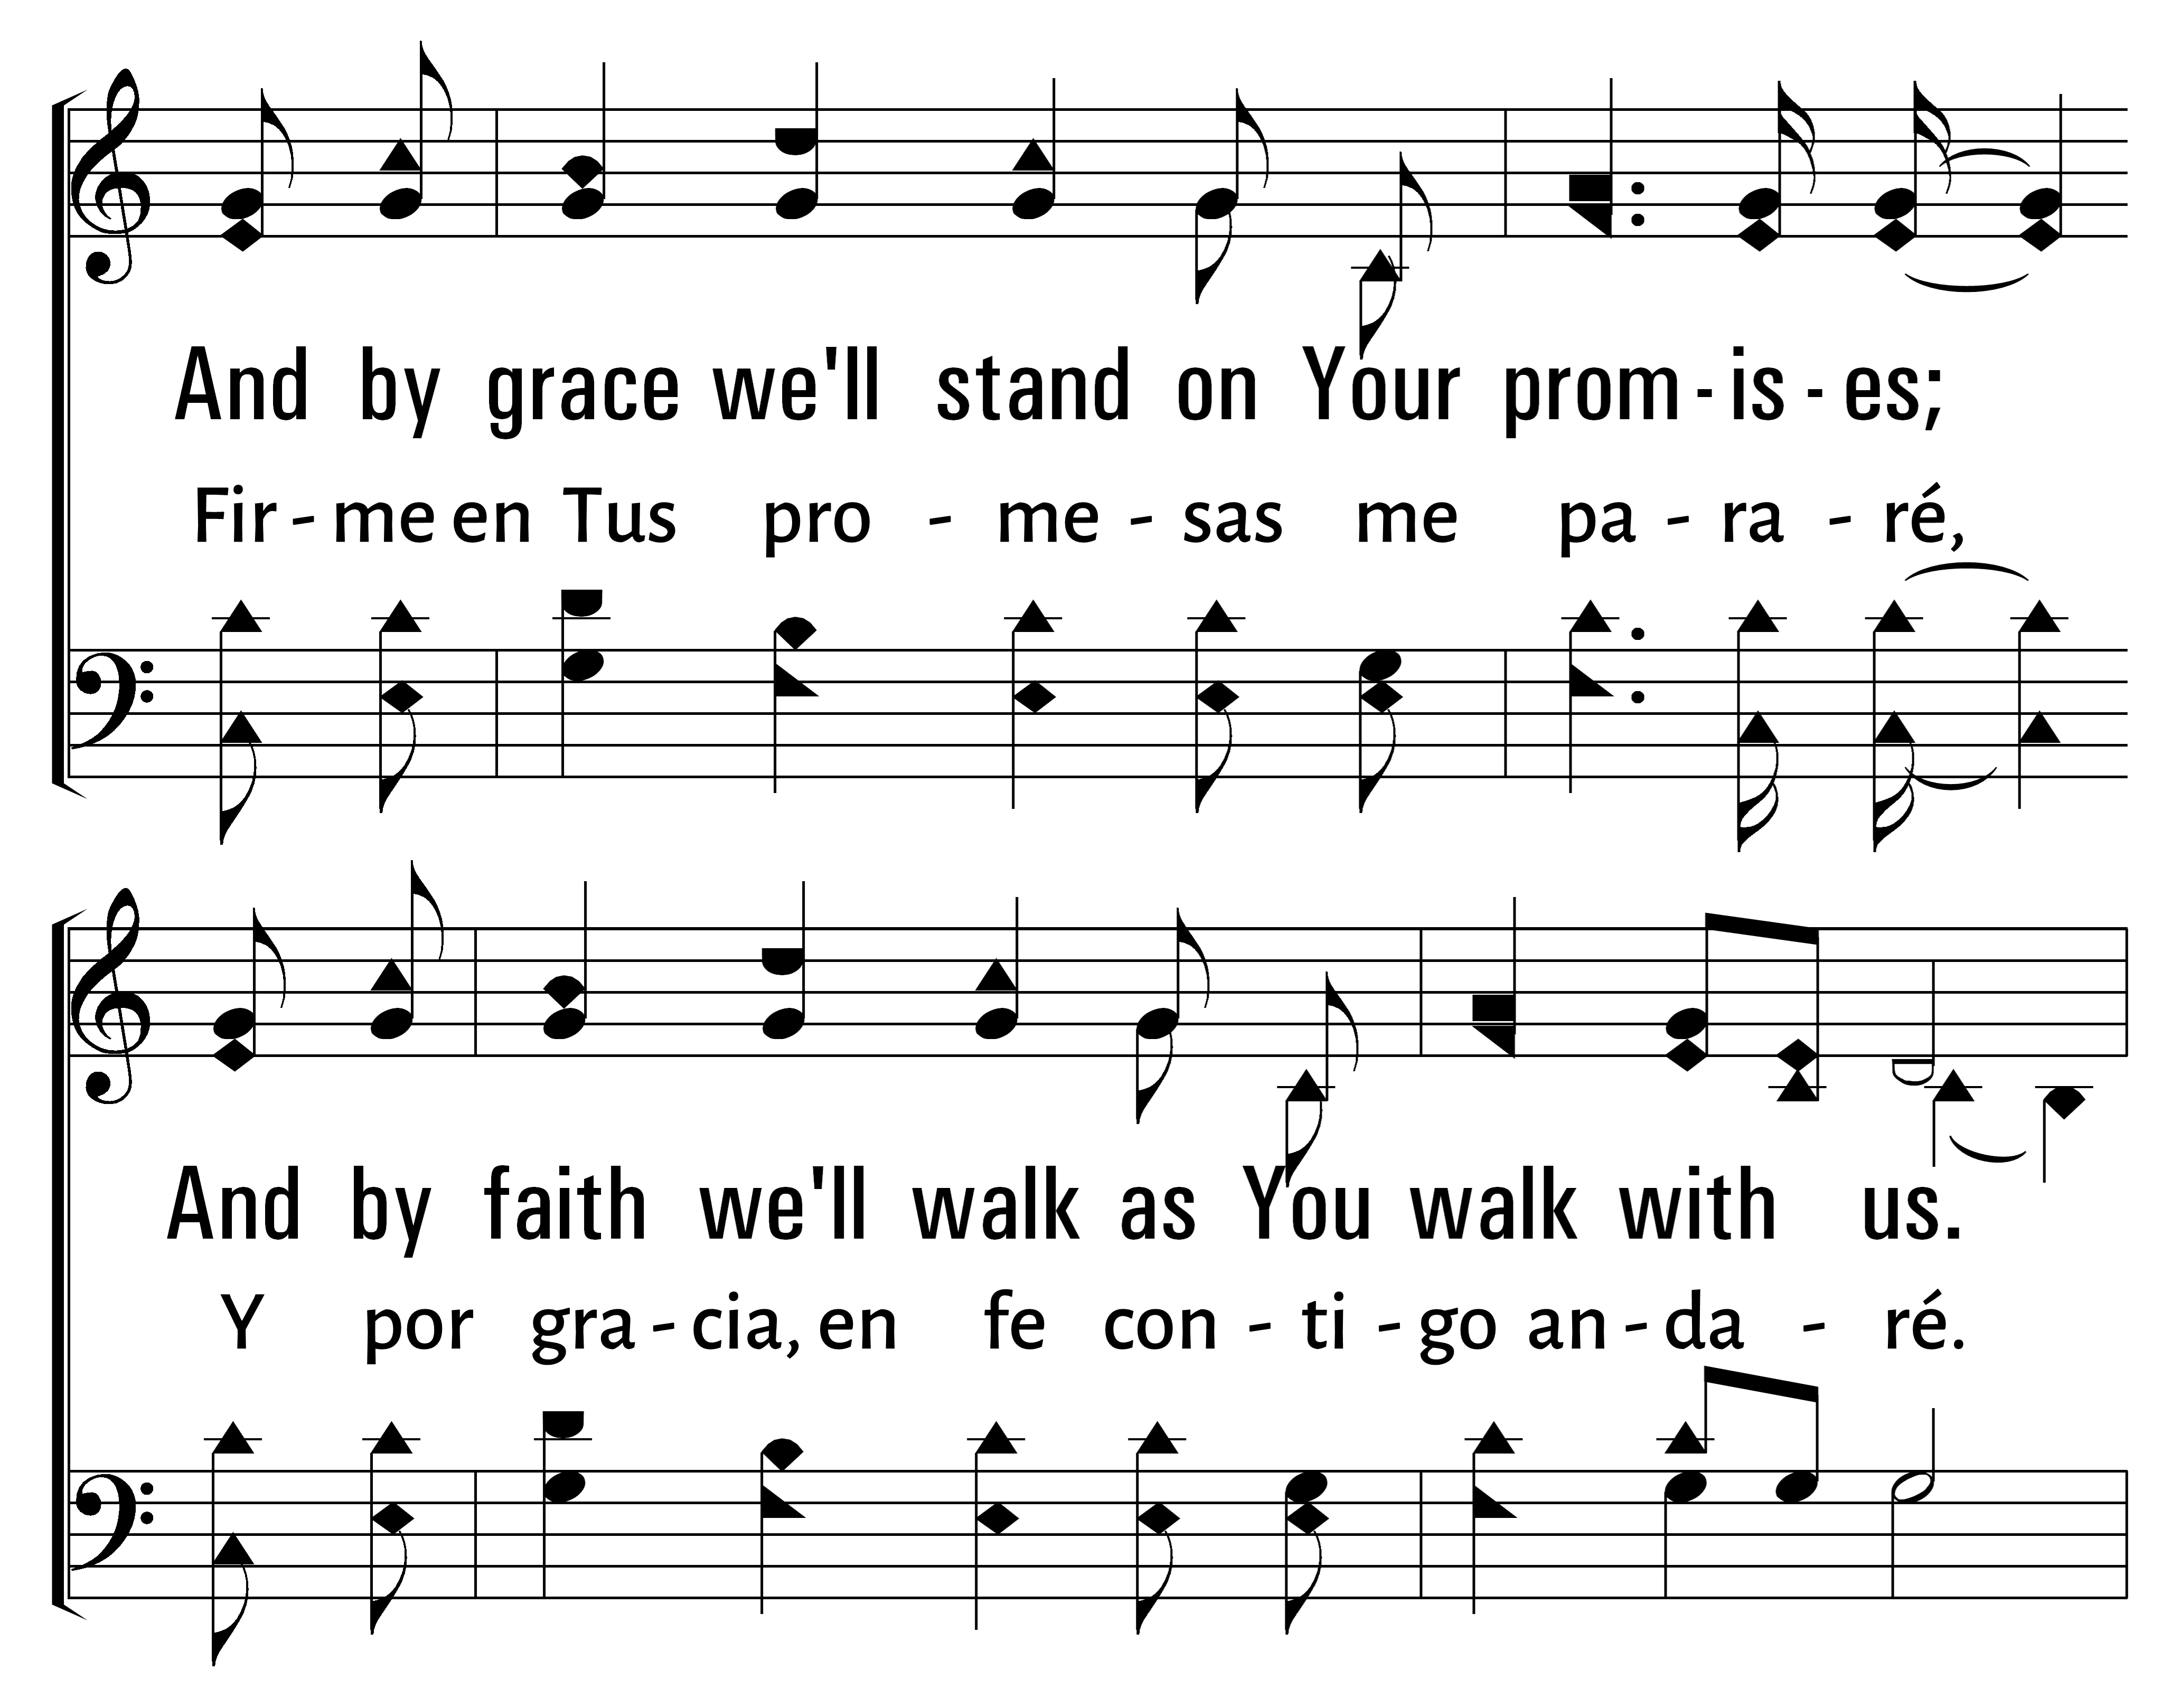 And by grace we'll stand on Your prom - is - es;
Fir - me en Tus pro - me - sas me pa - ra - ré,
And by faith we'll walk as You walk with us.
Y por gra - cia, en fe con - ti - go an - da - ré.